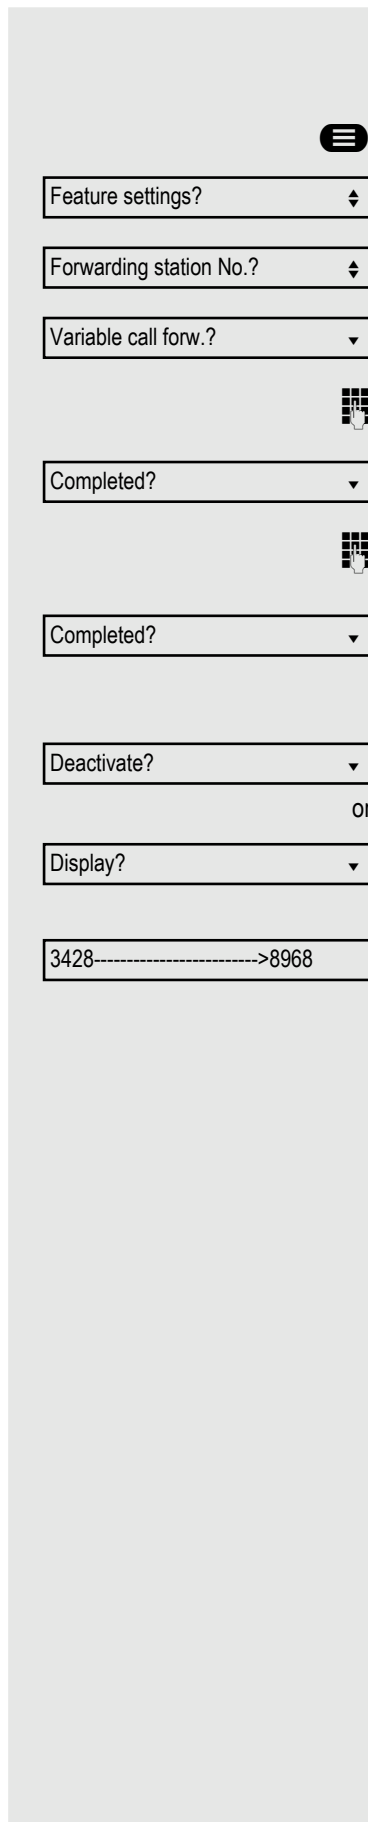 Feature settings?
Forwarding station No.?
Variable call forw.?
Completed?
Completed?
Deactivate?
or
Display?
3428------------------------->8968